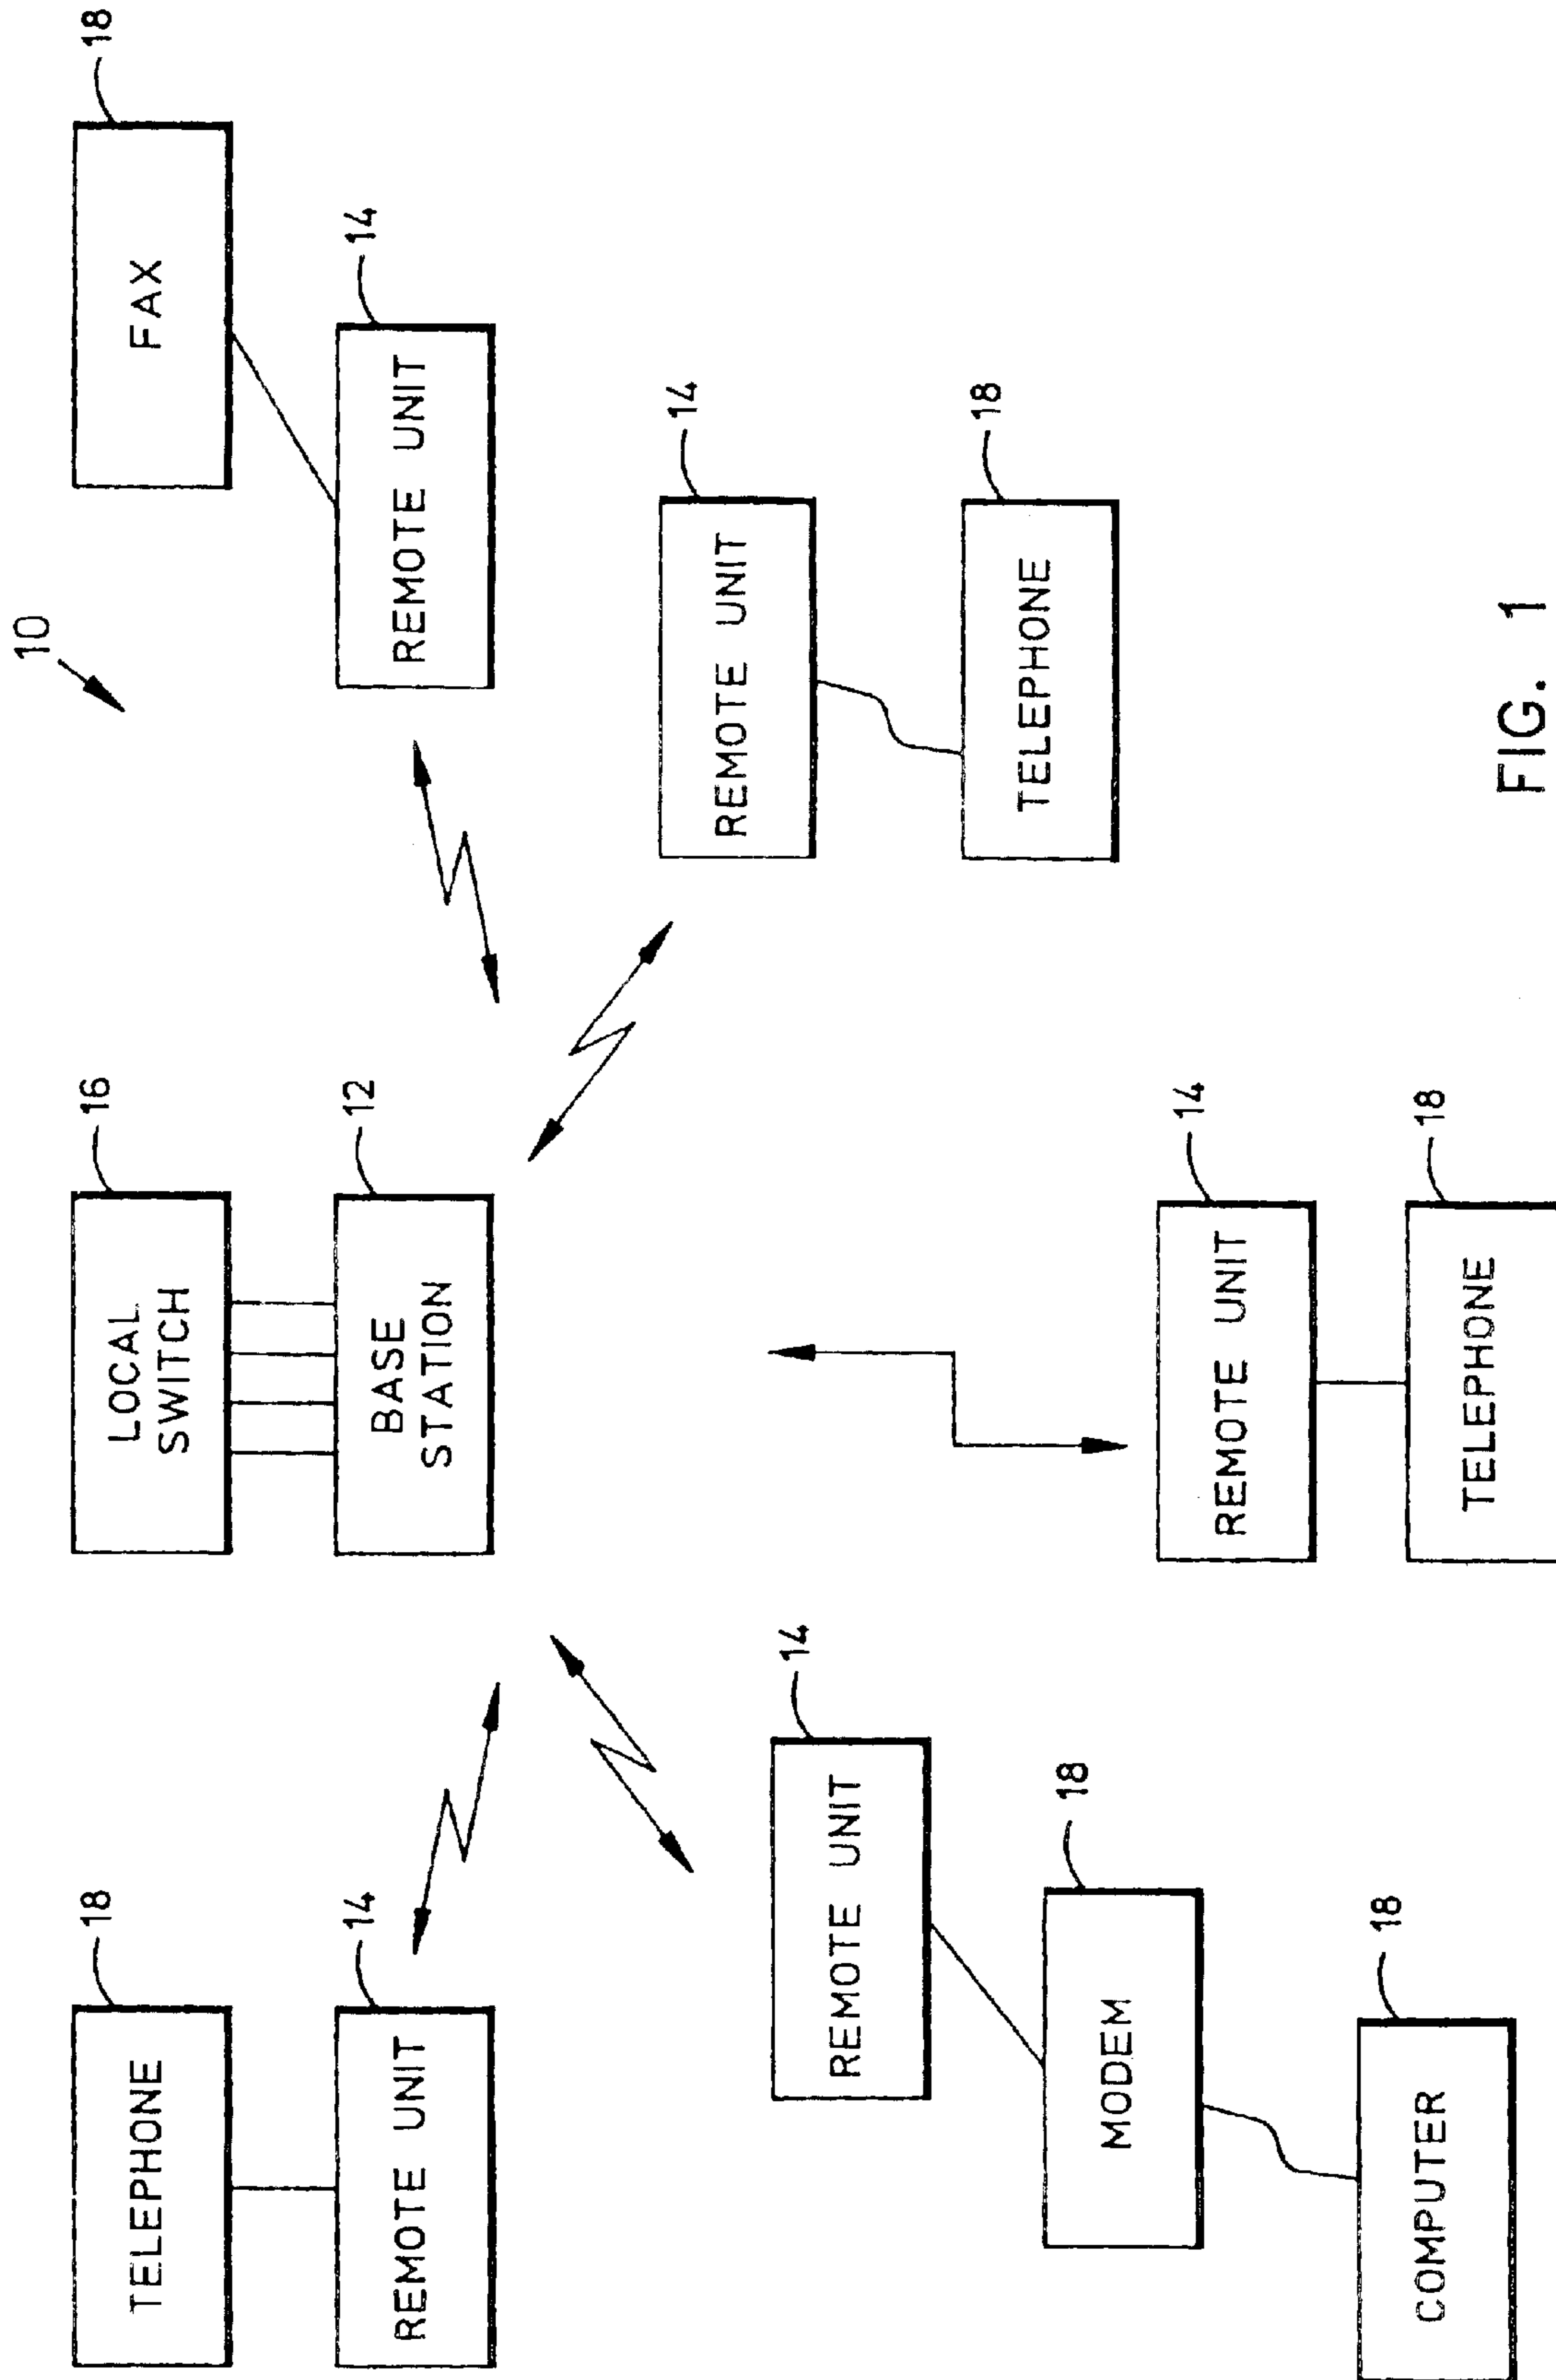 10
TELEPHONE
18
LOCAL
SWITCH
16
FAX
18
REMOTE UNIT
14
BASE
STATION
12
REMOTE UNIT
14
REMOTE UNIT
14
REMOTE UNIT
14
MODEM
18
TELEPHONE
18
REMOTE UNIT
14
COMPUTER
18
TELEPHONE
18
FIG. 1